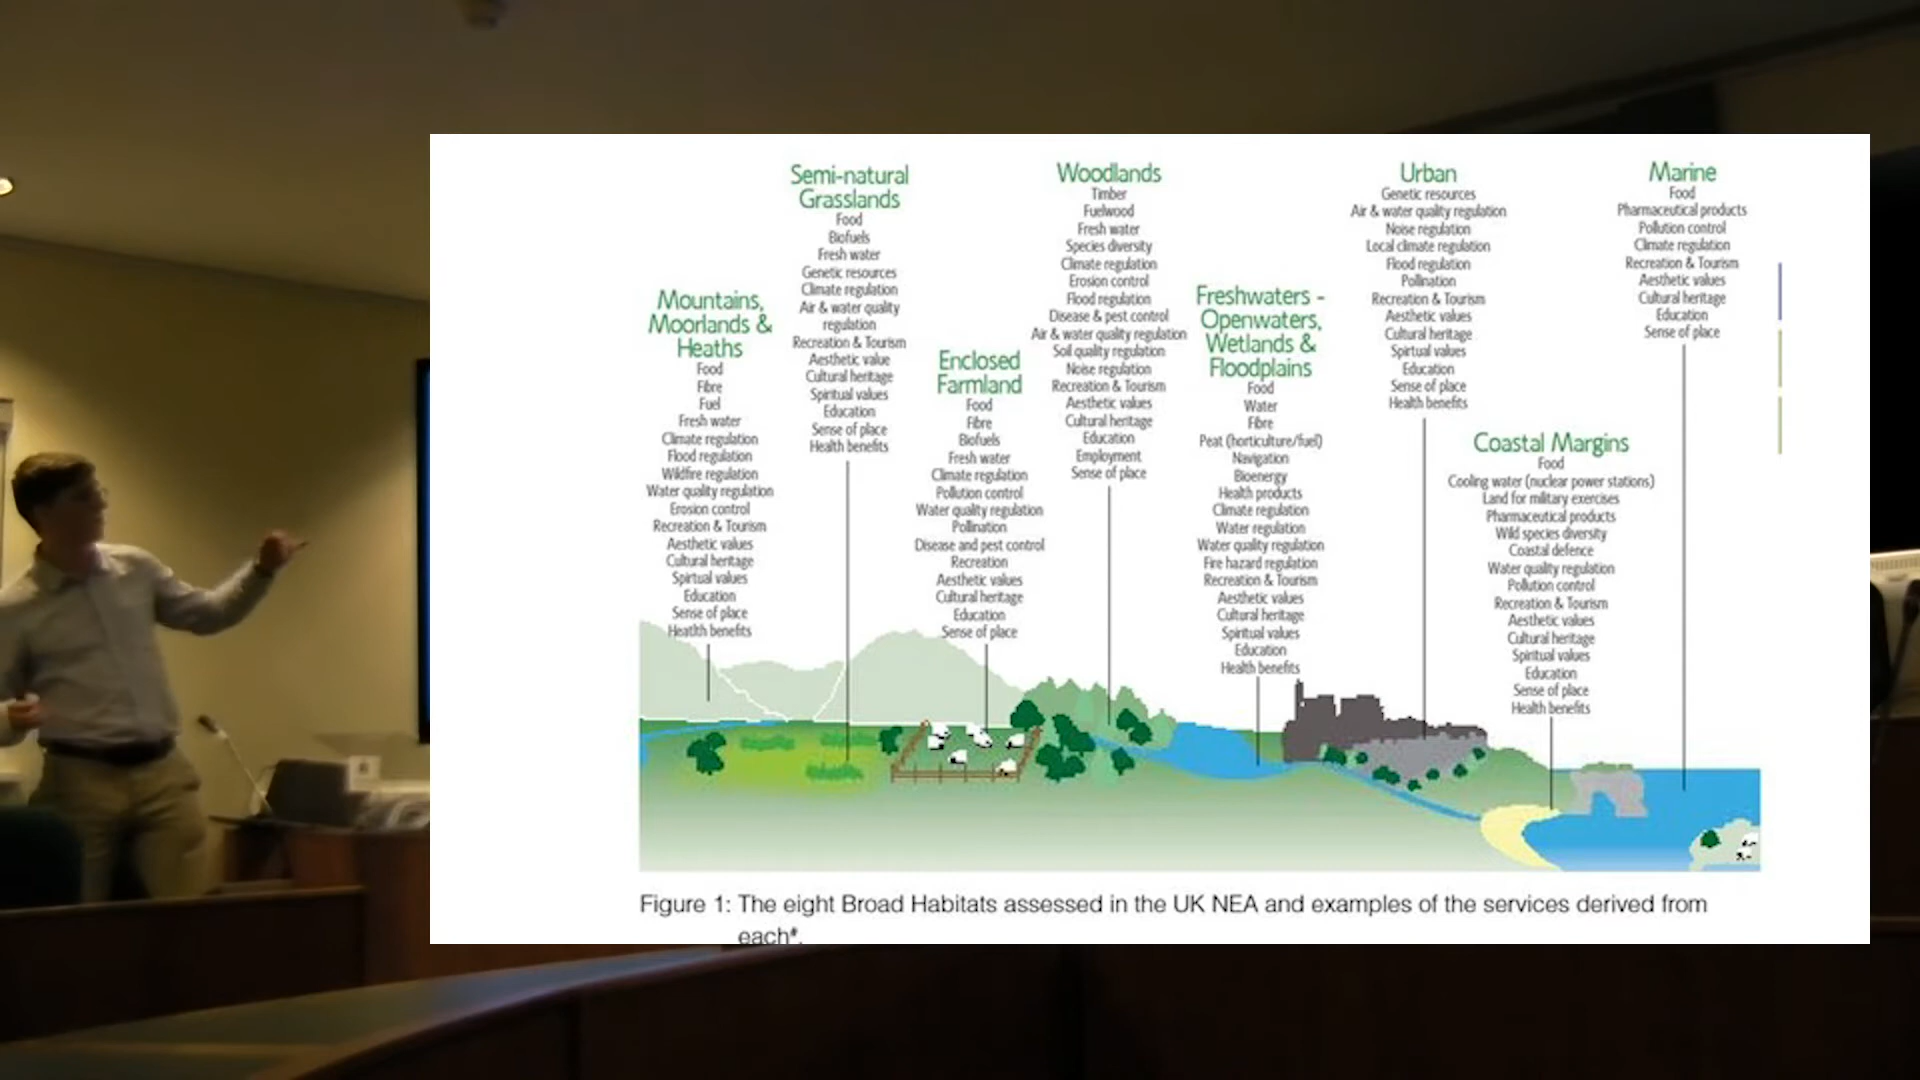 Mountains,
Moorlands &
Heaths
Food
Fibre
Fuel
Fresh water
Climate regulation
Flood regulation
Wildfire regulation
Water quality regulation
Erosion control
Recreation & Tourism
Aesthetic values
Cultural heritage
Spirtual values
Education
Sense of place
Heatlth benefits
Semi-natural
Grasslands
Food
Biofuels
Fresh water
Genetic resources
Climate regulation
Air & water quality
regulation
Recreation & Tourism
Aesthetic value
Cultural heritage
Spiritual values
Education
Sense of place
Health benefits
Enclosed
Farmland
Food
Fibre
Biofuels
Fresh water
Climate regulation
Pollution control
Water quality regulation
Pollination
Disease and pest control
Recreation
Aesthetic values
Cultural heritage
Education
Sense of place
Woodlands
Timber
Fuelwood
Fresh water
Species diversity
Climate regulation
Erosion control
Flood regulation
Disease & pest control
Air & water quality regulation
Soil quality regulation
Noise regulation
Recreation & Tourism
Aesthetic values
Cultural heritage
Education
Employment
Sense of place
Freshwaters -
Openwaters,
Wetlands &
Floodplains
Food
Water
Fibre
Peat (horticulture/fuel)
Navigation
Bioenergy
Health products
Climate regulation
Water regulation
Water quality regulation
Fire hazard regulation
Recreation & Tourism
Aesthetic values
Cultural heritage
Spiritual values
Education
Health benefits
Urban
Genetic resources
Air & water quality regulation
Noise regulation
Local climate regulation
Flood regulation
Pollination
Recreation & Tourism
Aesthetic values
Cultural heritage
Spirtual values
Education
Sense of place
Health benefits
Coastal Margins
Food
Cooling water (nuclear power stations)
Land for military exercises
Pharmaceutical products
Wild species diversity
Coastal defence
Water quality regulation
Pollution control
Recreation & Tourism
Aesthetic values
Cultural heritage
Spiritual values
Education
Sense of place
Health benefits
Marine
Food
Pharmaceutical products
Pollution control
Climate regulation
Recreation & Tourism
Aesthetic values
Cultural heritage
Education
Sense of place
Figure 1: The eight Broad Habitats assessed in the UK NEA and examples of the services derived from
each#.